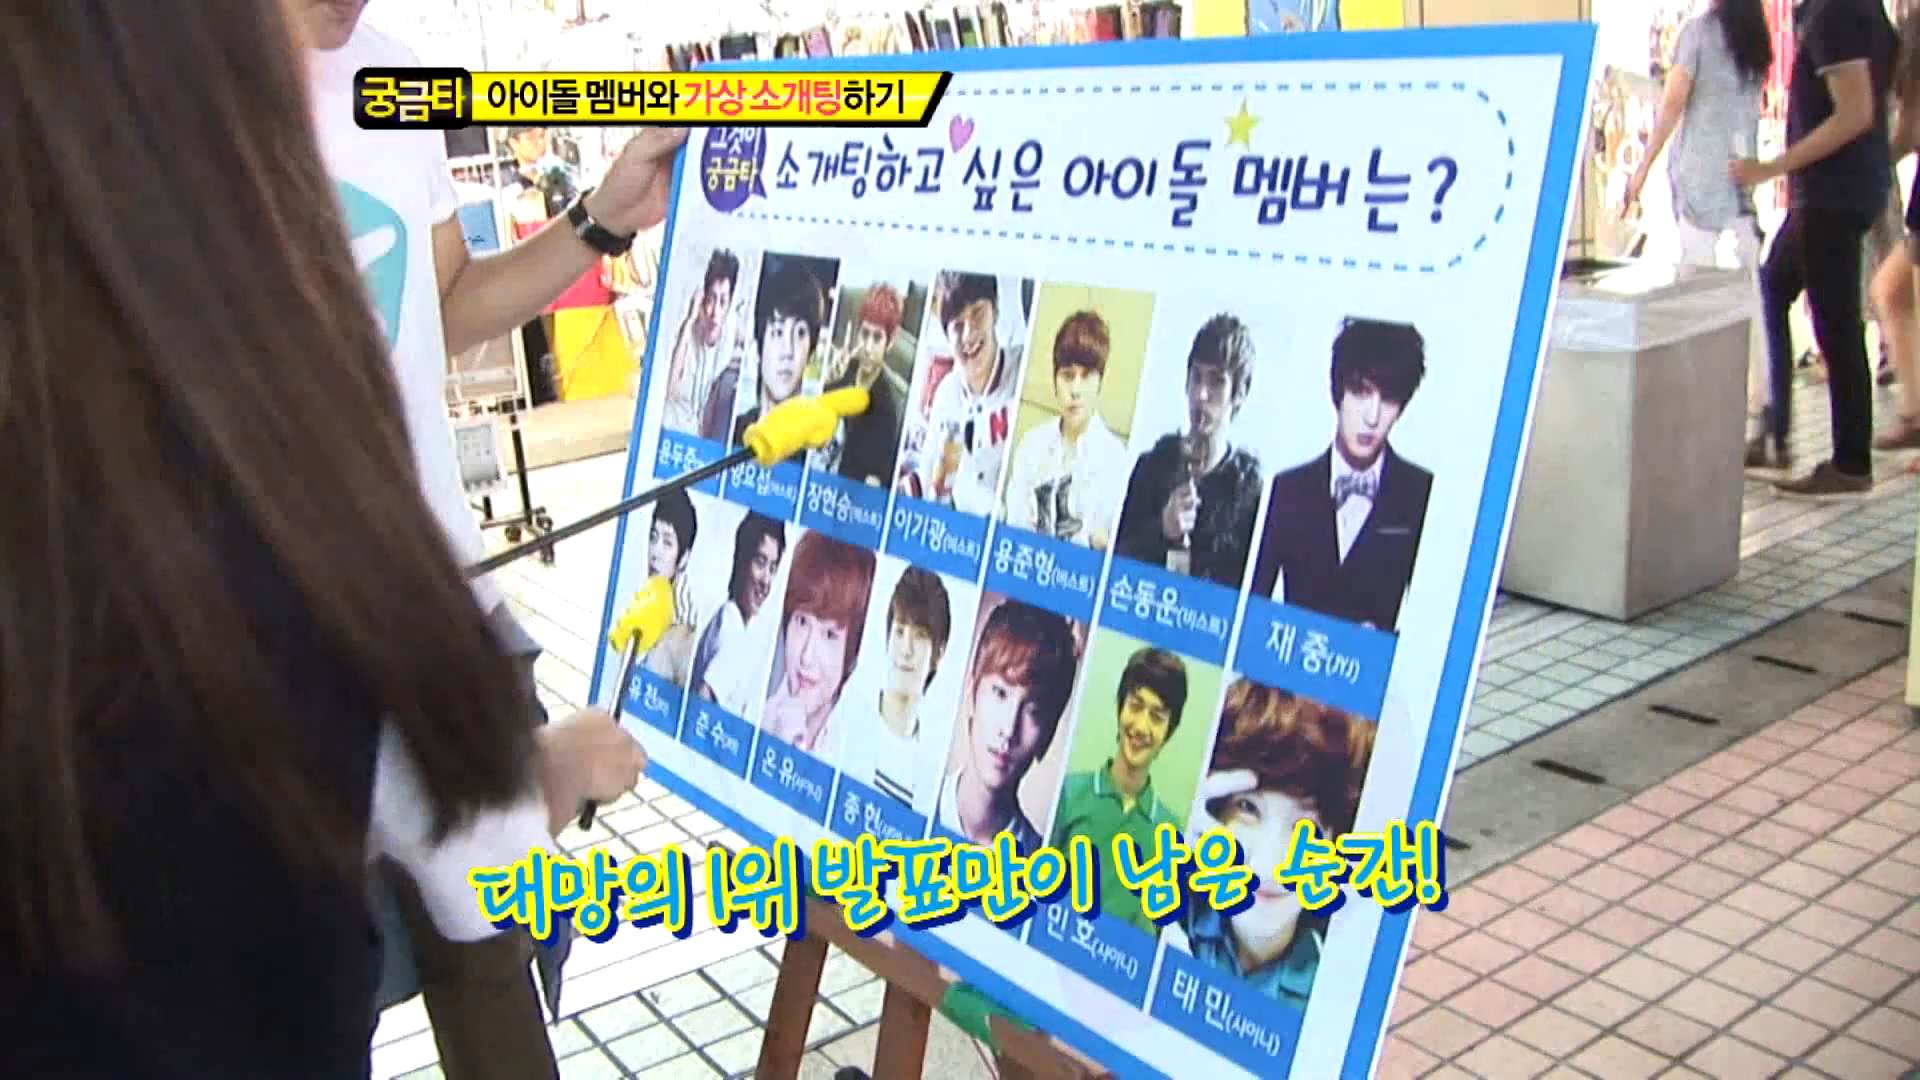 궁금타 아이돌 멤버와 가상 소개팅하기
그것이
궁금타
소개팅하고 싶은 아이돌 멤버는?
윤두준
양요섭(비스트)
장현승(비스트)
이기광(비스트)
용준형(비스트)
손동운(비스트)
재중(JYJ)
유천(JYJ)
준수(JYJ)
온유(샤이니)
종현(샤이니)
민호(샤이니)
태민(샤이니)
대망의 1위 발표만이 남은 순간!